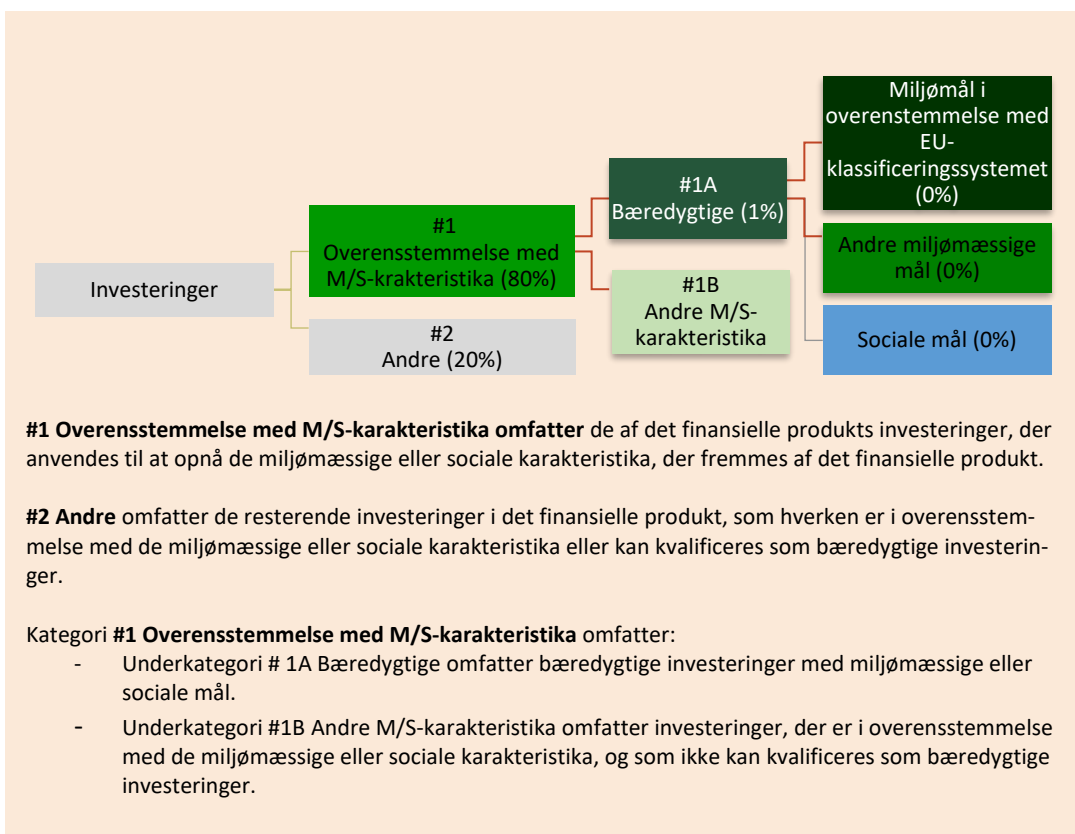 Investeringer
#1
Overensstemmelse med
M/S-krakteristika (80%)
#2
Andre (20%)
#1A
Bæredygtige (1%)
#1B
Andre M/S-
karakteristika
Miljømål i
overenstemmelse med
EU-
klassificeringssystemet
(0%)
Andre miljømæssige
mål (0%)
Sociale mål (0%)
#1 Overensstemmelse med M/S-karakteristika omfatter de af det finansielle produkts investeringer, der
anvendes til at opnå de miljømæssige eller sociale karakteristika, der fremmes af det finansielle produkt.
#2 Andre omfatter de resterende investeringer i det finansielle produkt, som hverken er i overensstem-
melse med de miljømæssige eller sociale karakteristika eller kan kvalificeres som bæredygtige investerin-
ger.
Kategori #1 Overensstemmelse med M/S-karakteristika omfatter:
- Underkategori # 1A Bæredygtige omfatter bæredygtige investeringer med miljømæssige eller
sociale mål.
- Underkategori #1B Andre M/S-karakteristika omfatter investeringer, der er i overensstemmelse
med de miljømæssige eller sociale karakteristika, og som ikke kan kvalificeres som bæredygtige
investeringer.